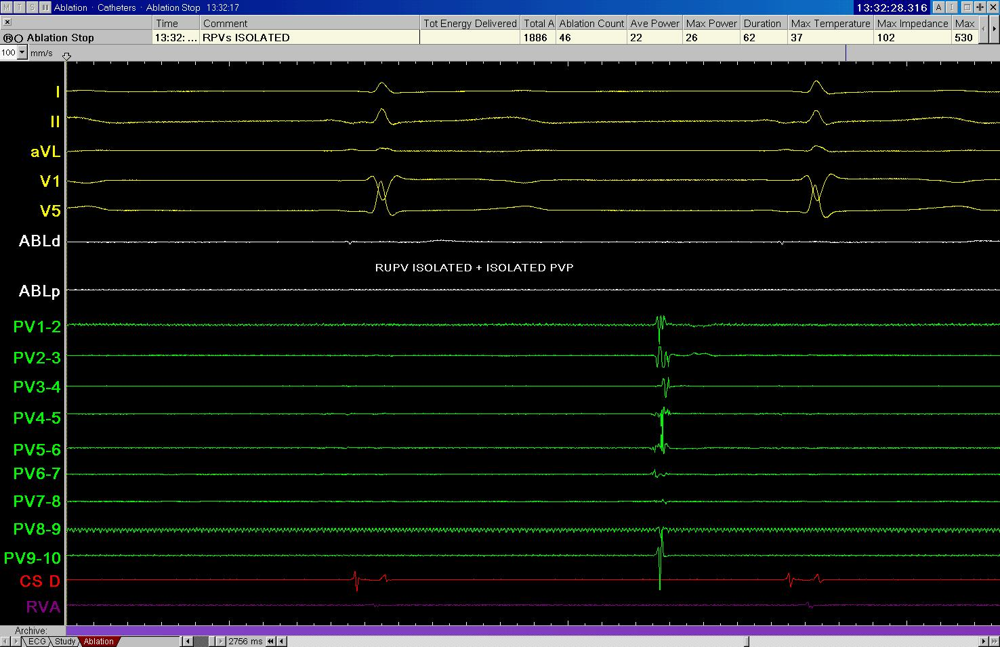 M T S Ablation · Catheters · Ablation Stop 13:32:17 13:32:28.316 A I
Time Comment Tot Energy Delivered Total A Ablation Count Ave Power Max Power Duration Max Temperature Max Impedance Max
Ablation Stop 13:32: ... RPVs ISOLATED 1886 46 22 26 62 37 102 530
100 mm/s
I
II
aVL
V1
V5
ABLd
RUPV ISOLATED + ISOLATED PVP
ABLp
PV1-2
PV2-3
PV3-4
PV4-5
PV5-6
PV6-7
PV7-8
PV8-9
PV9-10
CS D
RVA
Archive:
ECG Study Ablation 2756 ms